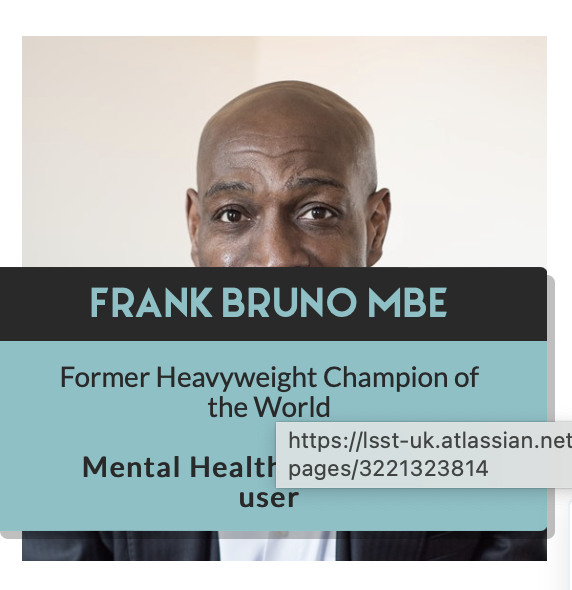 FRANK BRUNO MBE
Former Heavyweight Champion of
the World
https://lsst-uk.atlassian.net
pages/3221323814
Mental Health
user